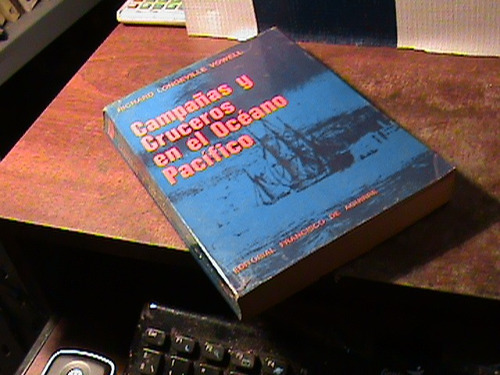 RICHARD LONGEVILLE VOWELL
Campañas y
Cruceros
en el Océano
Pacífico
EDITORIAL FRANCISCO DE AGUIRRE